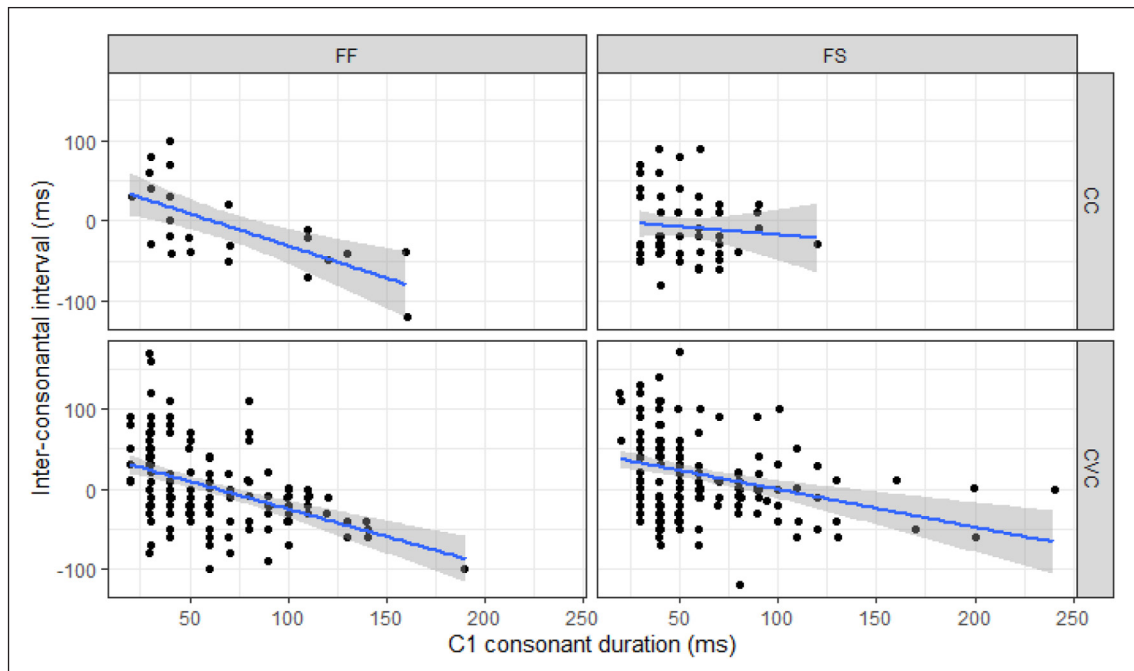 FF FS
100
0
-100
CC
100
0
-100
CVC
50 100 150 200 250 50 100 150 200 250
Inter-consonantal interval (ms)
C1 consonant duration (ms)